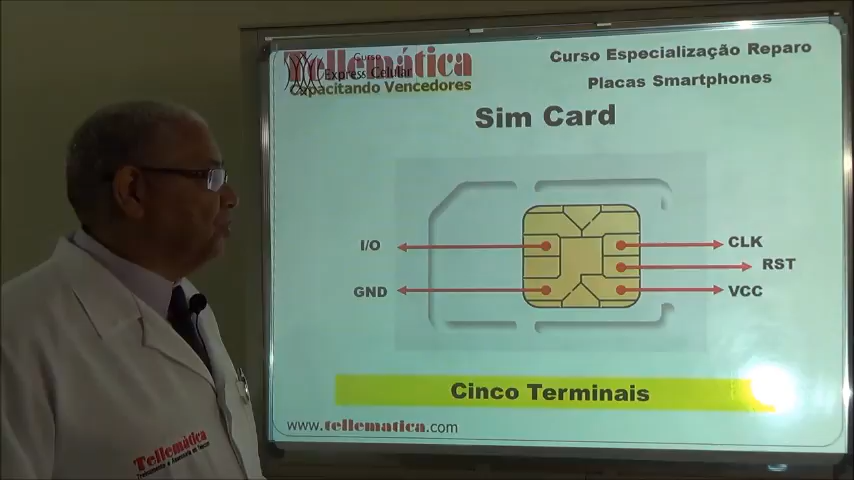 Tellemática
Curso
Express Celular
Capacitando Vencedores
Curso Especialização Reparo
Placas Smartphones
Sim Card
I/O
CLK
RST
GND
VCC
Cinco Terminais
www.tellematica.com
Tellemática